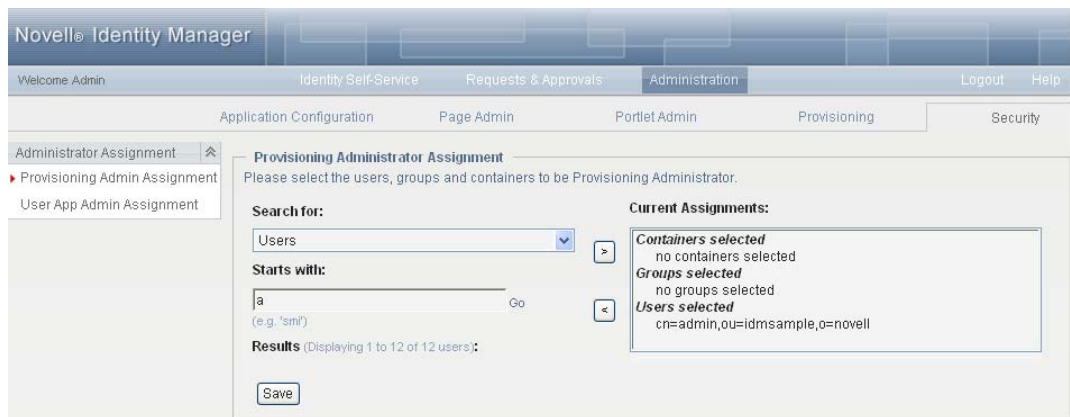 Novell® Identity Manager
Welcome Admin
Identity Self-Service
Requests & Approvals
Administration
Logout
Help
Application Configuration
Page Admin
Portlet Admin
Provisioning
Security
Administrator Assignment
Provisioning Admin Assignment
User App Admin Assignment
Provisioning Administrator Assignment
Please select the users, groups and containers to be Provisioning Administrator.
Search for:
Users
Starts with:
a
Go
(e.g. 'smi')
Results (Displaying 1 to 12 of 12 users):
Save
>
<
Current Assignments:
Containers selected
no containers selected
Groups selected
no groups selected
Users selected
cn=admin,ou=idmsample,o=novell